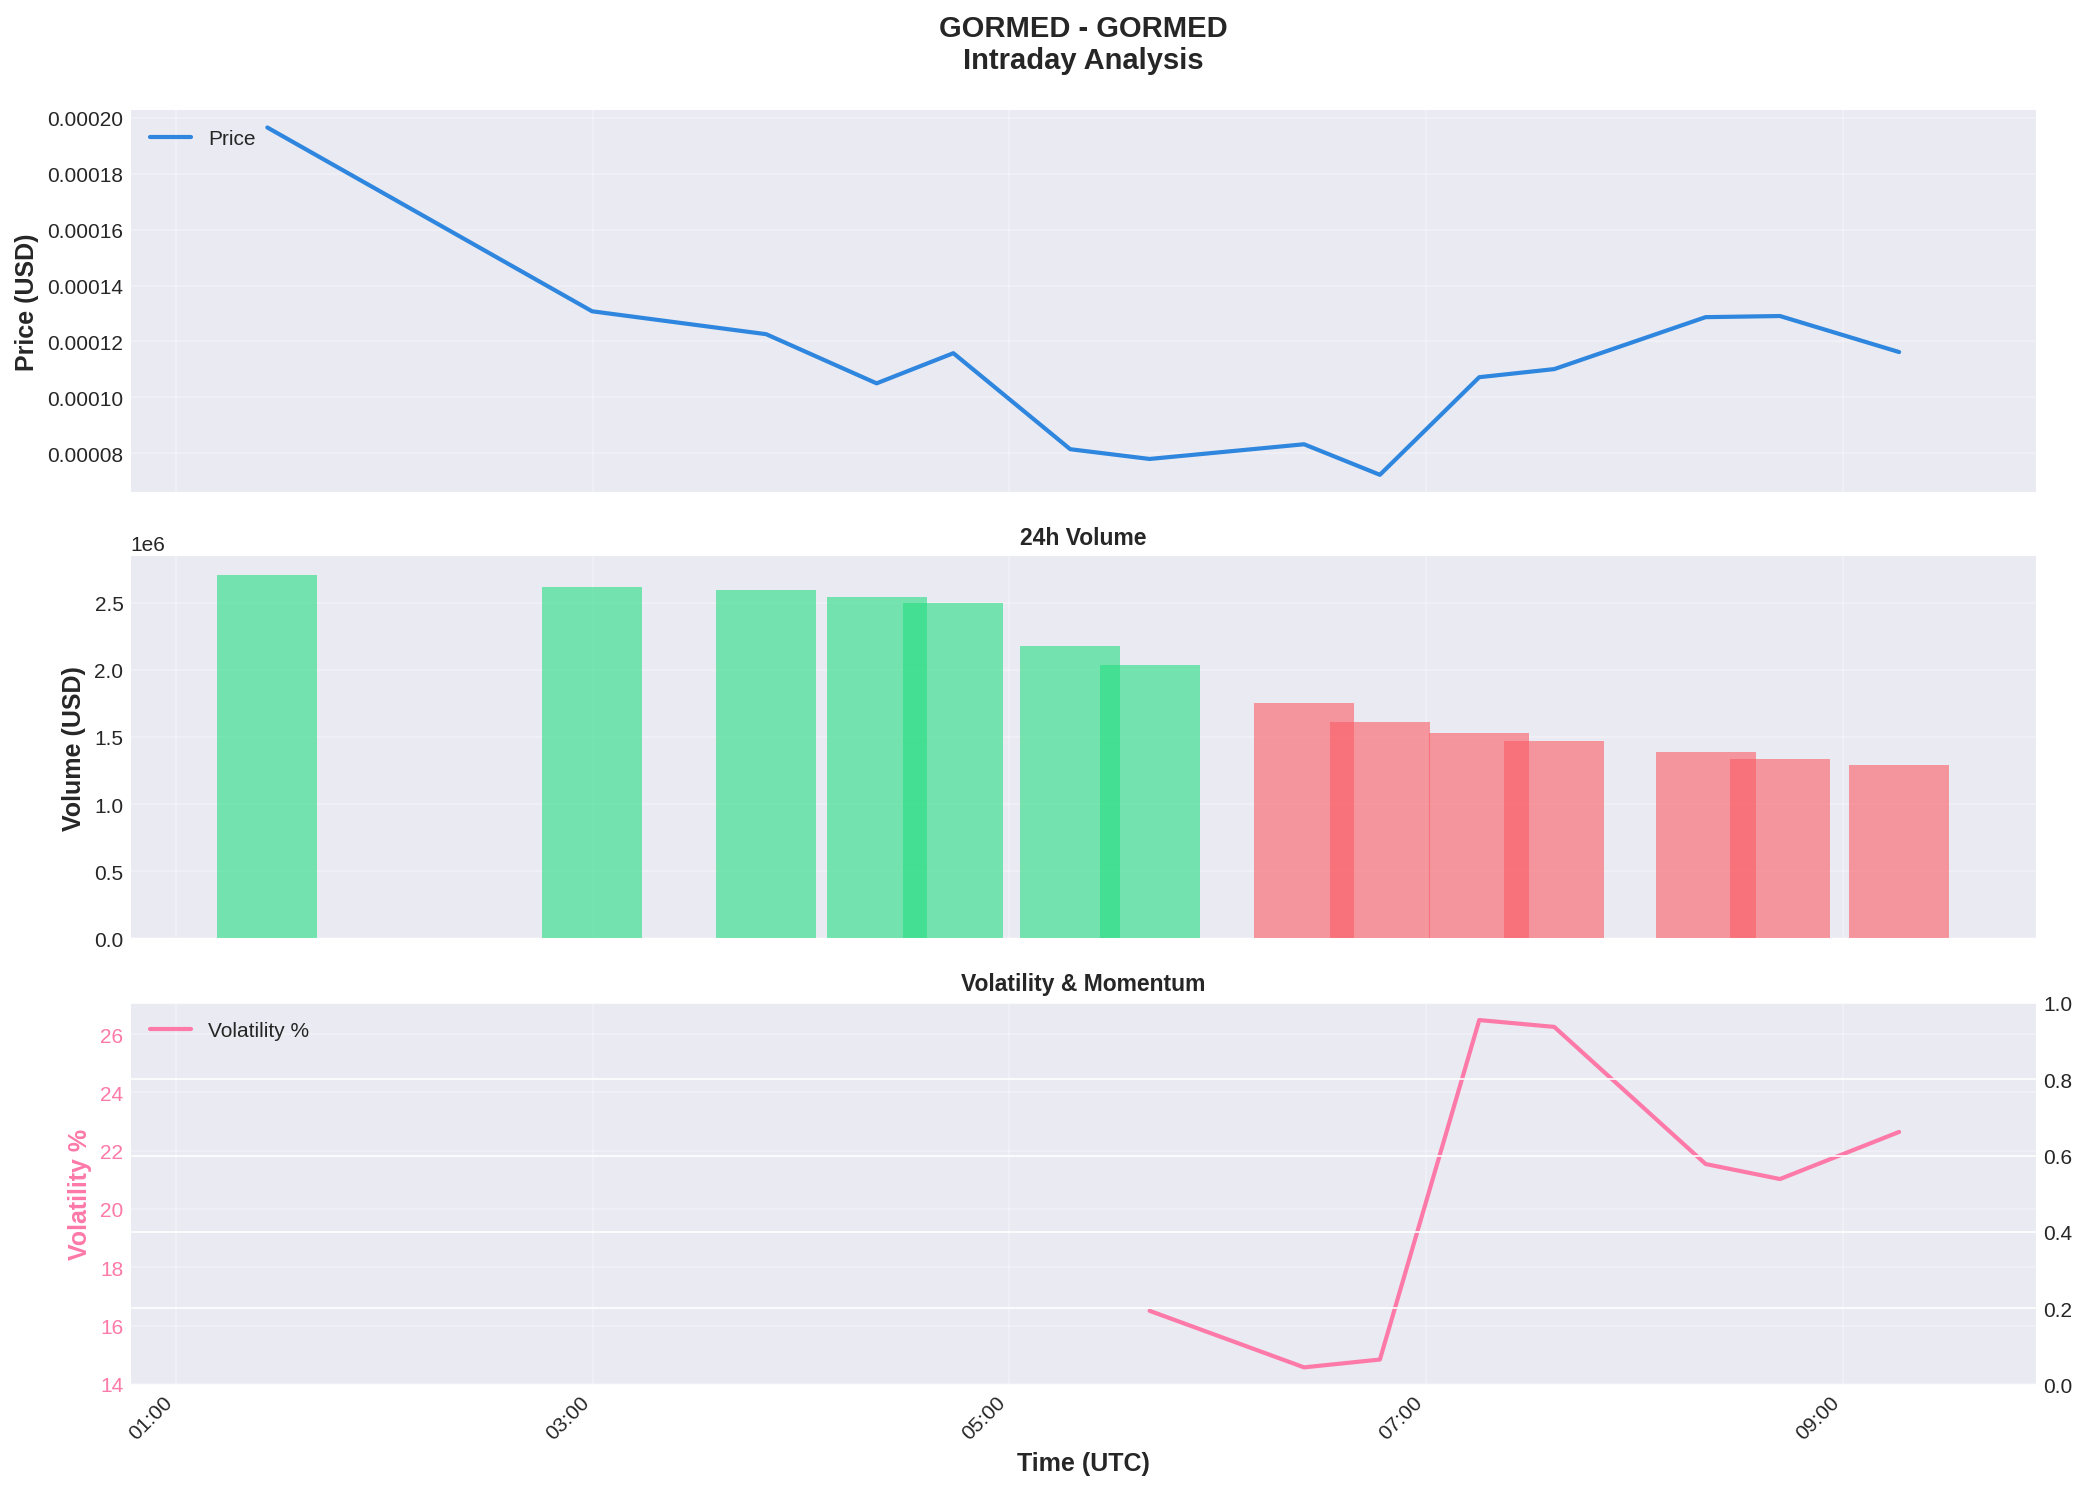 GORMED - GORMED
Intraday Analysis
Price
Price (USD)
0.00020
0.00018
0.00016
0.00014
0.00012
0.00010
0.00008
24h Volume
1e6
Volume (USD)
2.5
2.0
1.5
1.0
0.5
0.0
Volatility & Momentum
Volatility %
Volatility %
26
24
22
20
18
16
14
1.0
0.8
0.6
0.4
0.2
0.0
01:00
03:00
05:00
07:00
09:00
Time (UTC)